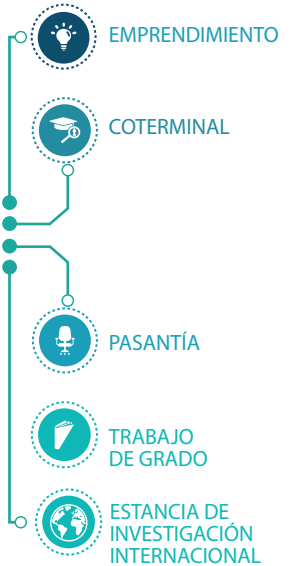 EMPRENDIMIENTO
COTERMINAL
PASANTÍA
TRABAJO
DE GRADO
ESTANCIA DE
INVESTIGACIÓN
INTERNACIONAL